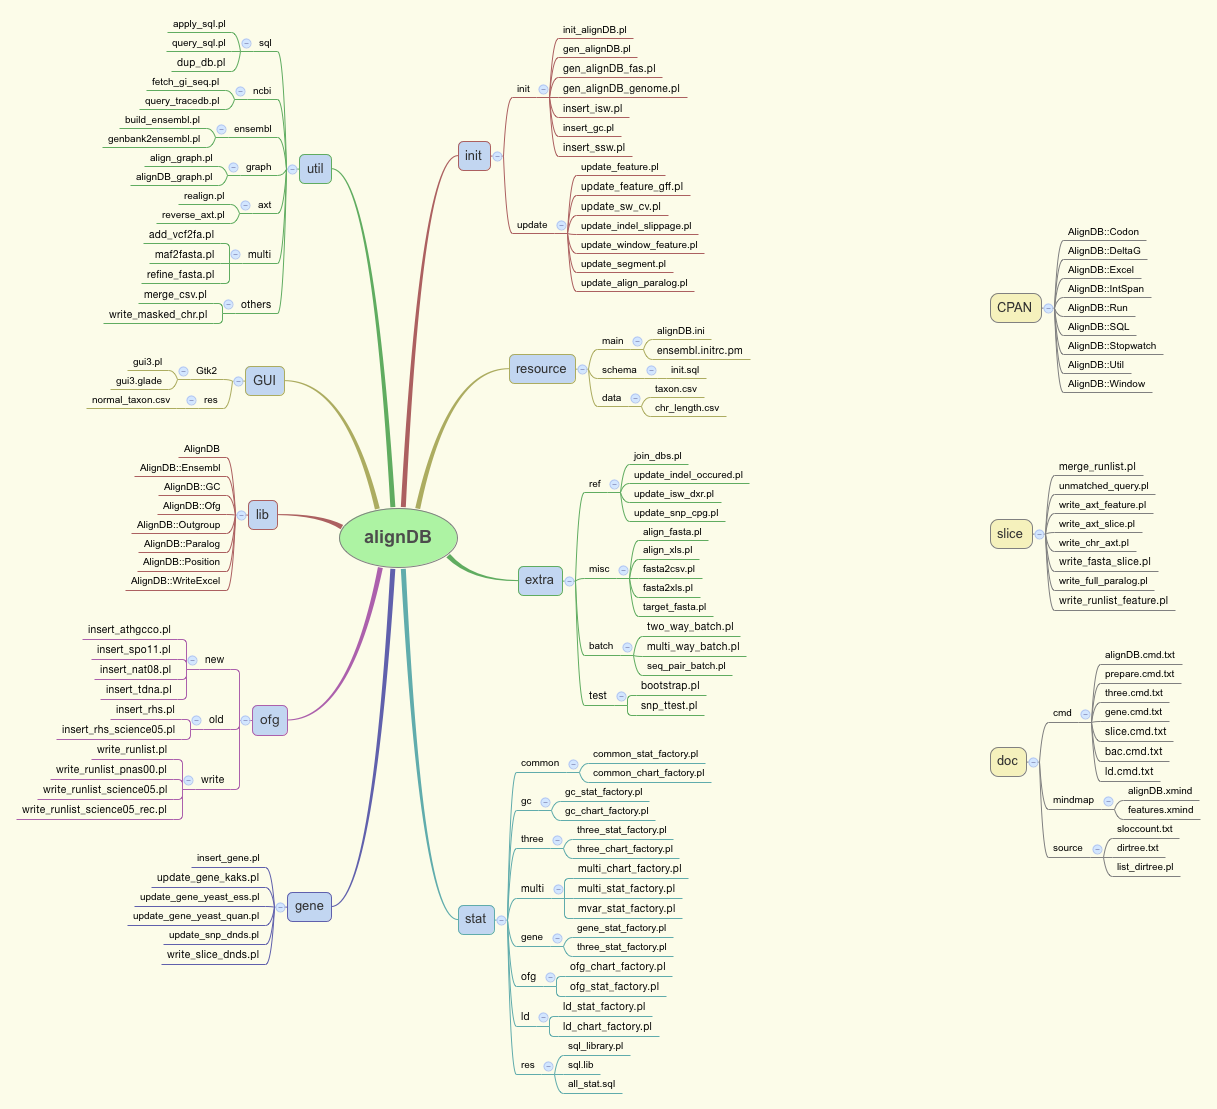 alignDB
util
sql
apply_sql.pl
query_sql.pl
dup_db.pl
ncbi
fetch_gi_seq.pl
query_tracedb.pl
ensembl
build_ensembl.pl
genbank2ensembl.pl
graph
align_graph.pl
alignDB_graph.pl
axt
realign.pl
reverse_axt.pl
multi
add_vcf2fa.pl
maf2fasta.pl
refine_fasta.pl
others
merge_csv.pl
write_masked_chr.pl
GUI
Gtk2
gui3.pl
gui3.glade
res
normal_taxon.csv
lib
AlignDB
AlignDB::Ensembl
AlignDB::GC
AlignDB::Ofg
AlignDB::Outgroup
AlignDB::Paralog
AlignDB::Position
AlignDB::WriteExcel
ofg
new
insert_athgcco.pl
insert_spo11.pl
insert_nat08.pl
insert_tdna.pl
old
insert_rhs.pl
insert_rhs_science05.pl
write
write_runlist.pl
write_runlist_pnas00.pl
write_runlist_science05.pl
write_runlist_science05_rec.pl
gene
insert_gene.pl
update_gene_kaks.pl
update_gene_yeast_ess.pl
update_gene_yeast_quan.pl
update_snp_dnds.pl
write_slice_dnds.pl
init
init
init_alignDB.pl
gen_alignDB.pl
gen_alignDB_fas.pl
gen_alignDB_genome.pl
insert_isw.pl
insert_gc.pl
insert_ssw.pl
update
update_feature.pl
update_feature_gff.pl
update_sw_cv.pl
update_indel_slippage.pl
update_window_feature.pl
update_segment.pl
update_align_paralog.pl
resource
main
alignDB.ini
ensembl.initrc.pm
schema
init.sql
data
taxon.csv
chr_length.csv
extra
ref
join_dbs.pl
update_indel_occured.pl
update_isw_dxr.pl
update_snp_cpg.pl
misc
align_fasta.pl
align_xls.pl
fasta2csv.pl
fasta2xls.pl
target_fasta.pl
batch
two_way_batch.pl
multi_way_batch.pl
seq_pair_batch.pl
test
bootstrap.pl
snp_ttest.pl
stat
common
common_stat_factory.pl
common_chart_factory.pl
gc
gc_stat_factory.pl
gc_chart_factory.pl
three
three_stat_factory.pl
three_chart_factory.pl
multi
multi_chart_factory.pl
multi_stat_factory.pl
mvar_stat_factory.pl
gene
gene_stat_factory.pl
three_stat_factory.pl
ofg
ofg_chart_factory.pl
ofg_stat_factory.pl
ld
ld_stat_factory.pl
ld_chart_factory.pl
res
sql_library.pl
sql.lib
all_stat.sql
CPAN
AlignDB::Codon
AlignDB::DeltaG
AlignDB::Excel
AlignDB::IntSpan
AlignDB::Run
AlignDB::SQL
AlignDB::Stopwatch
AlignDB::Util
AlignDB::Window
slice
merge_runlist.pl
unmatched_query.pl
write_axt_feature.pl
write_axt_slice.pl
write_chr_axt.pl
write_fasta_slice.pl
write_full_paralog.pl
write_runlist_feature.pl
doc
cmd
alignDB.cmd.txt
prepare.cmd.txt
three.cmd.txt
gene.cmd.txt
slice.cmd.txt
bac.cmd.txt
ld.cmd.txt
mindmap
alignDB.xmind
features.xmind
source
sloccount.txt
dirtree.txt
list_dirtree.pl